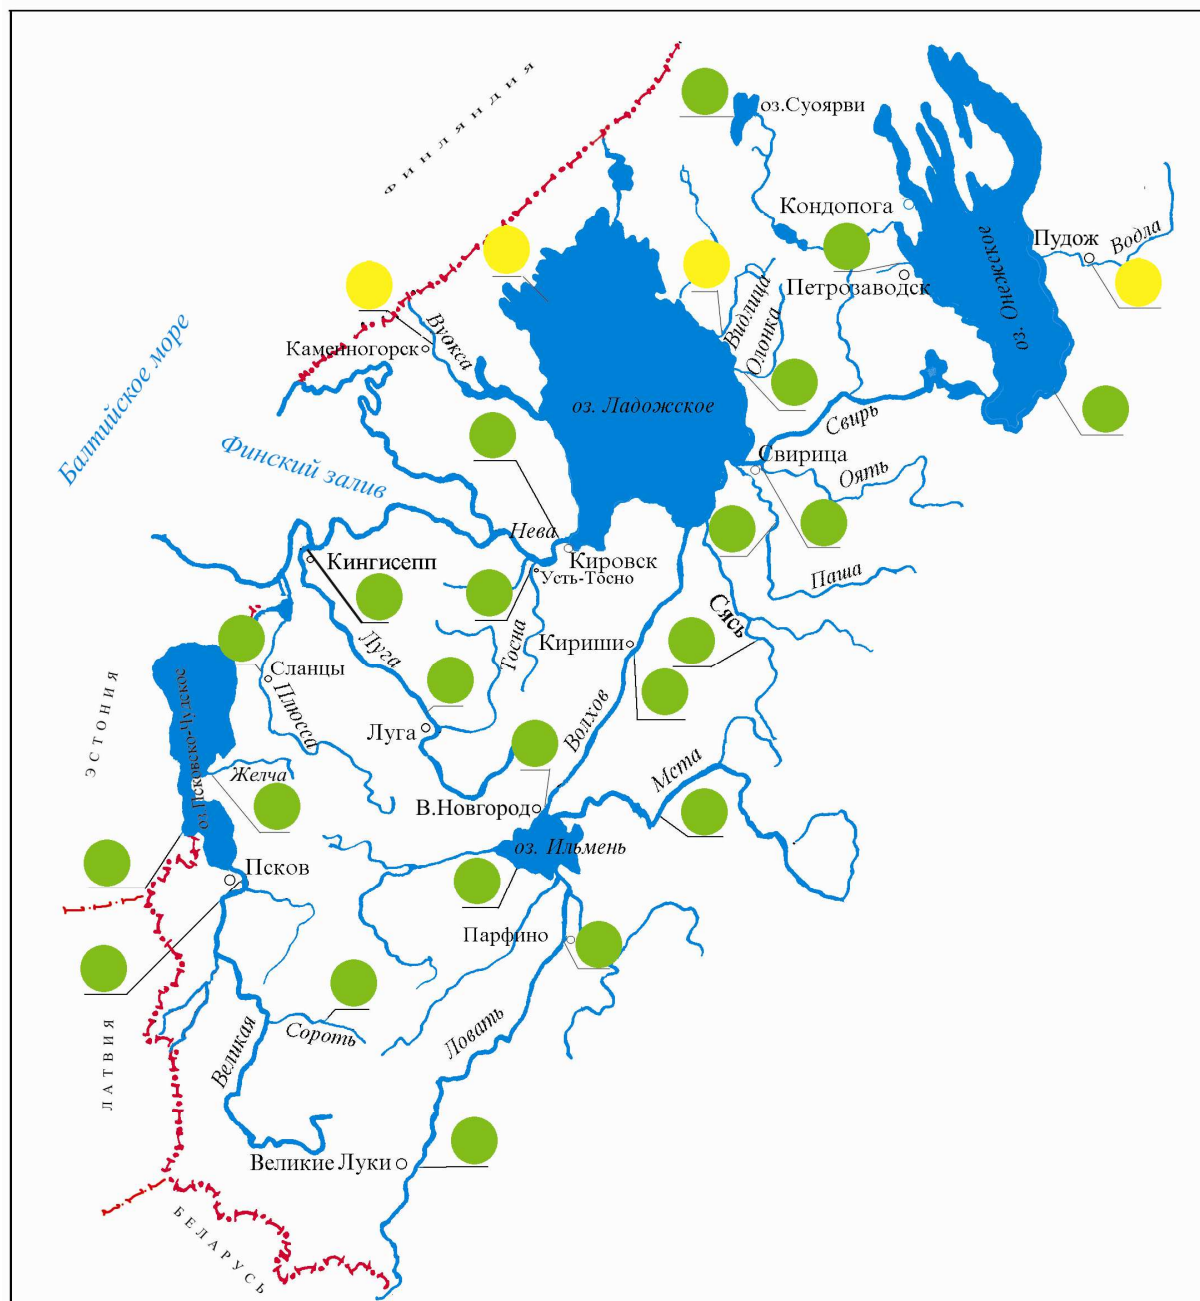 ФИНЛЯНДИЯ
оз.Суоярви
Кондопога
Пудож
Водла
Петрозаводск
оз. Онежское
Видлица
Олонка
Вуокса
Каменногорск
Балтийское море
оз. Ладожское
Свирь
Финский залив
Свирица
Оять
Нева
Кировск
Кингисепп
Усть-Тосно
Паша
Сясь
Тосна
Луга
Кириши
Сланцы
Плюсса
ЭСТОНИЯ
оз.Псковско-Чудское
Волхов
Луга
Желча
Мста
В.Новгород
оз. Ильмень
Псков
Парфино
Сороть
Ловать
Великая
ЛАТВИЯ
Великие Луки
БЕЛАРУСЬ